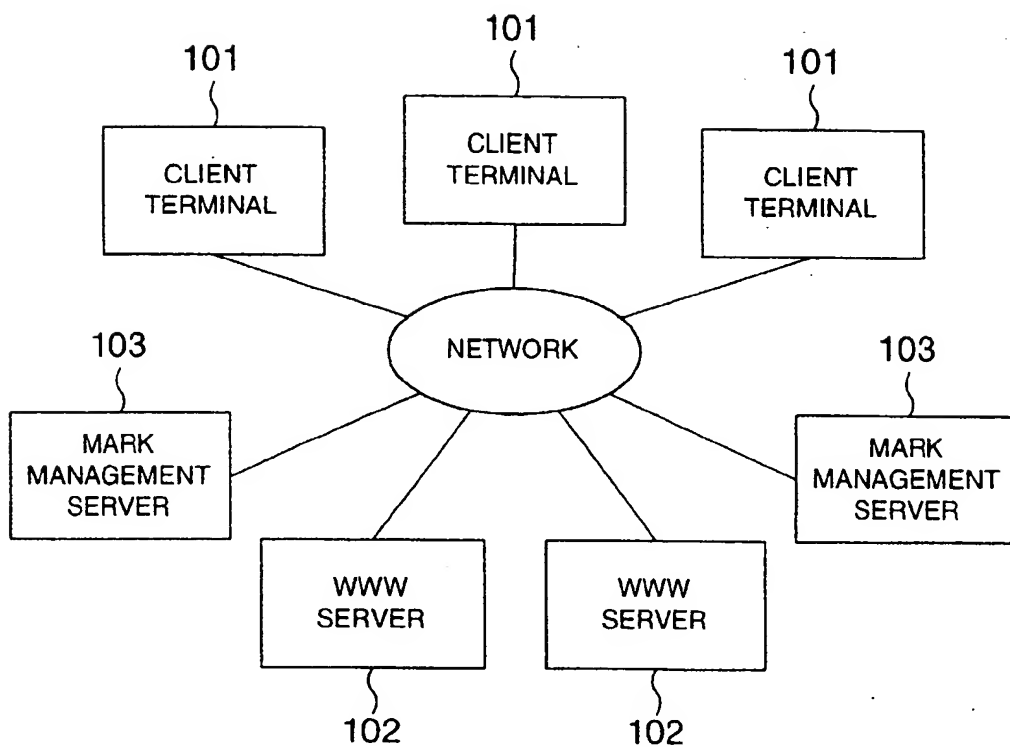 101
101
101
CLIENT
TERMINAL
CLIENT
TERMINAL
CLIENT
TERMINAL
NETWORK
103
103
MARK
MANAGEMENT
SERVER
MARK
MANAGEMENT
SERVER
WWW
SERVER
WWW
SERVER
102
102